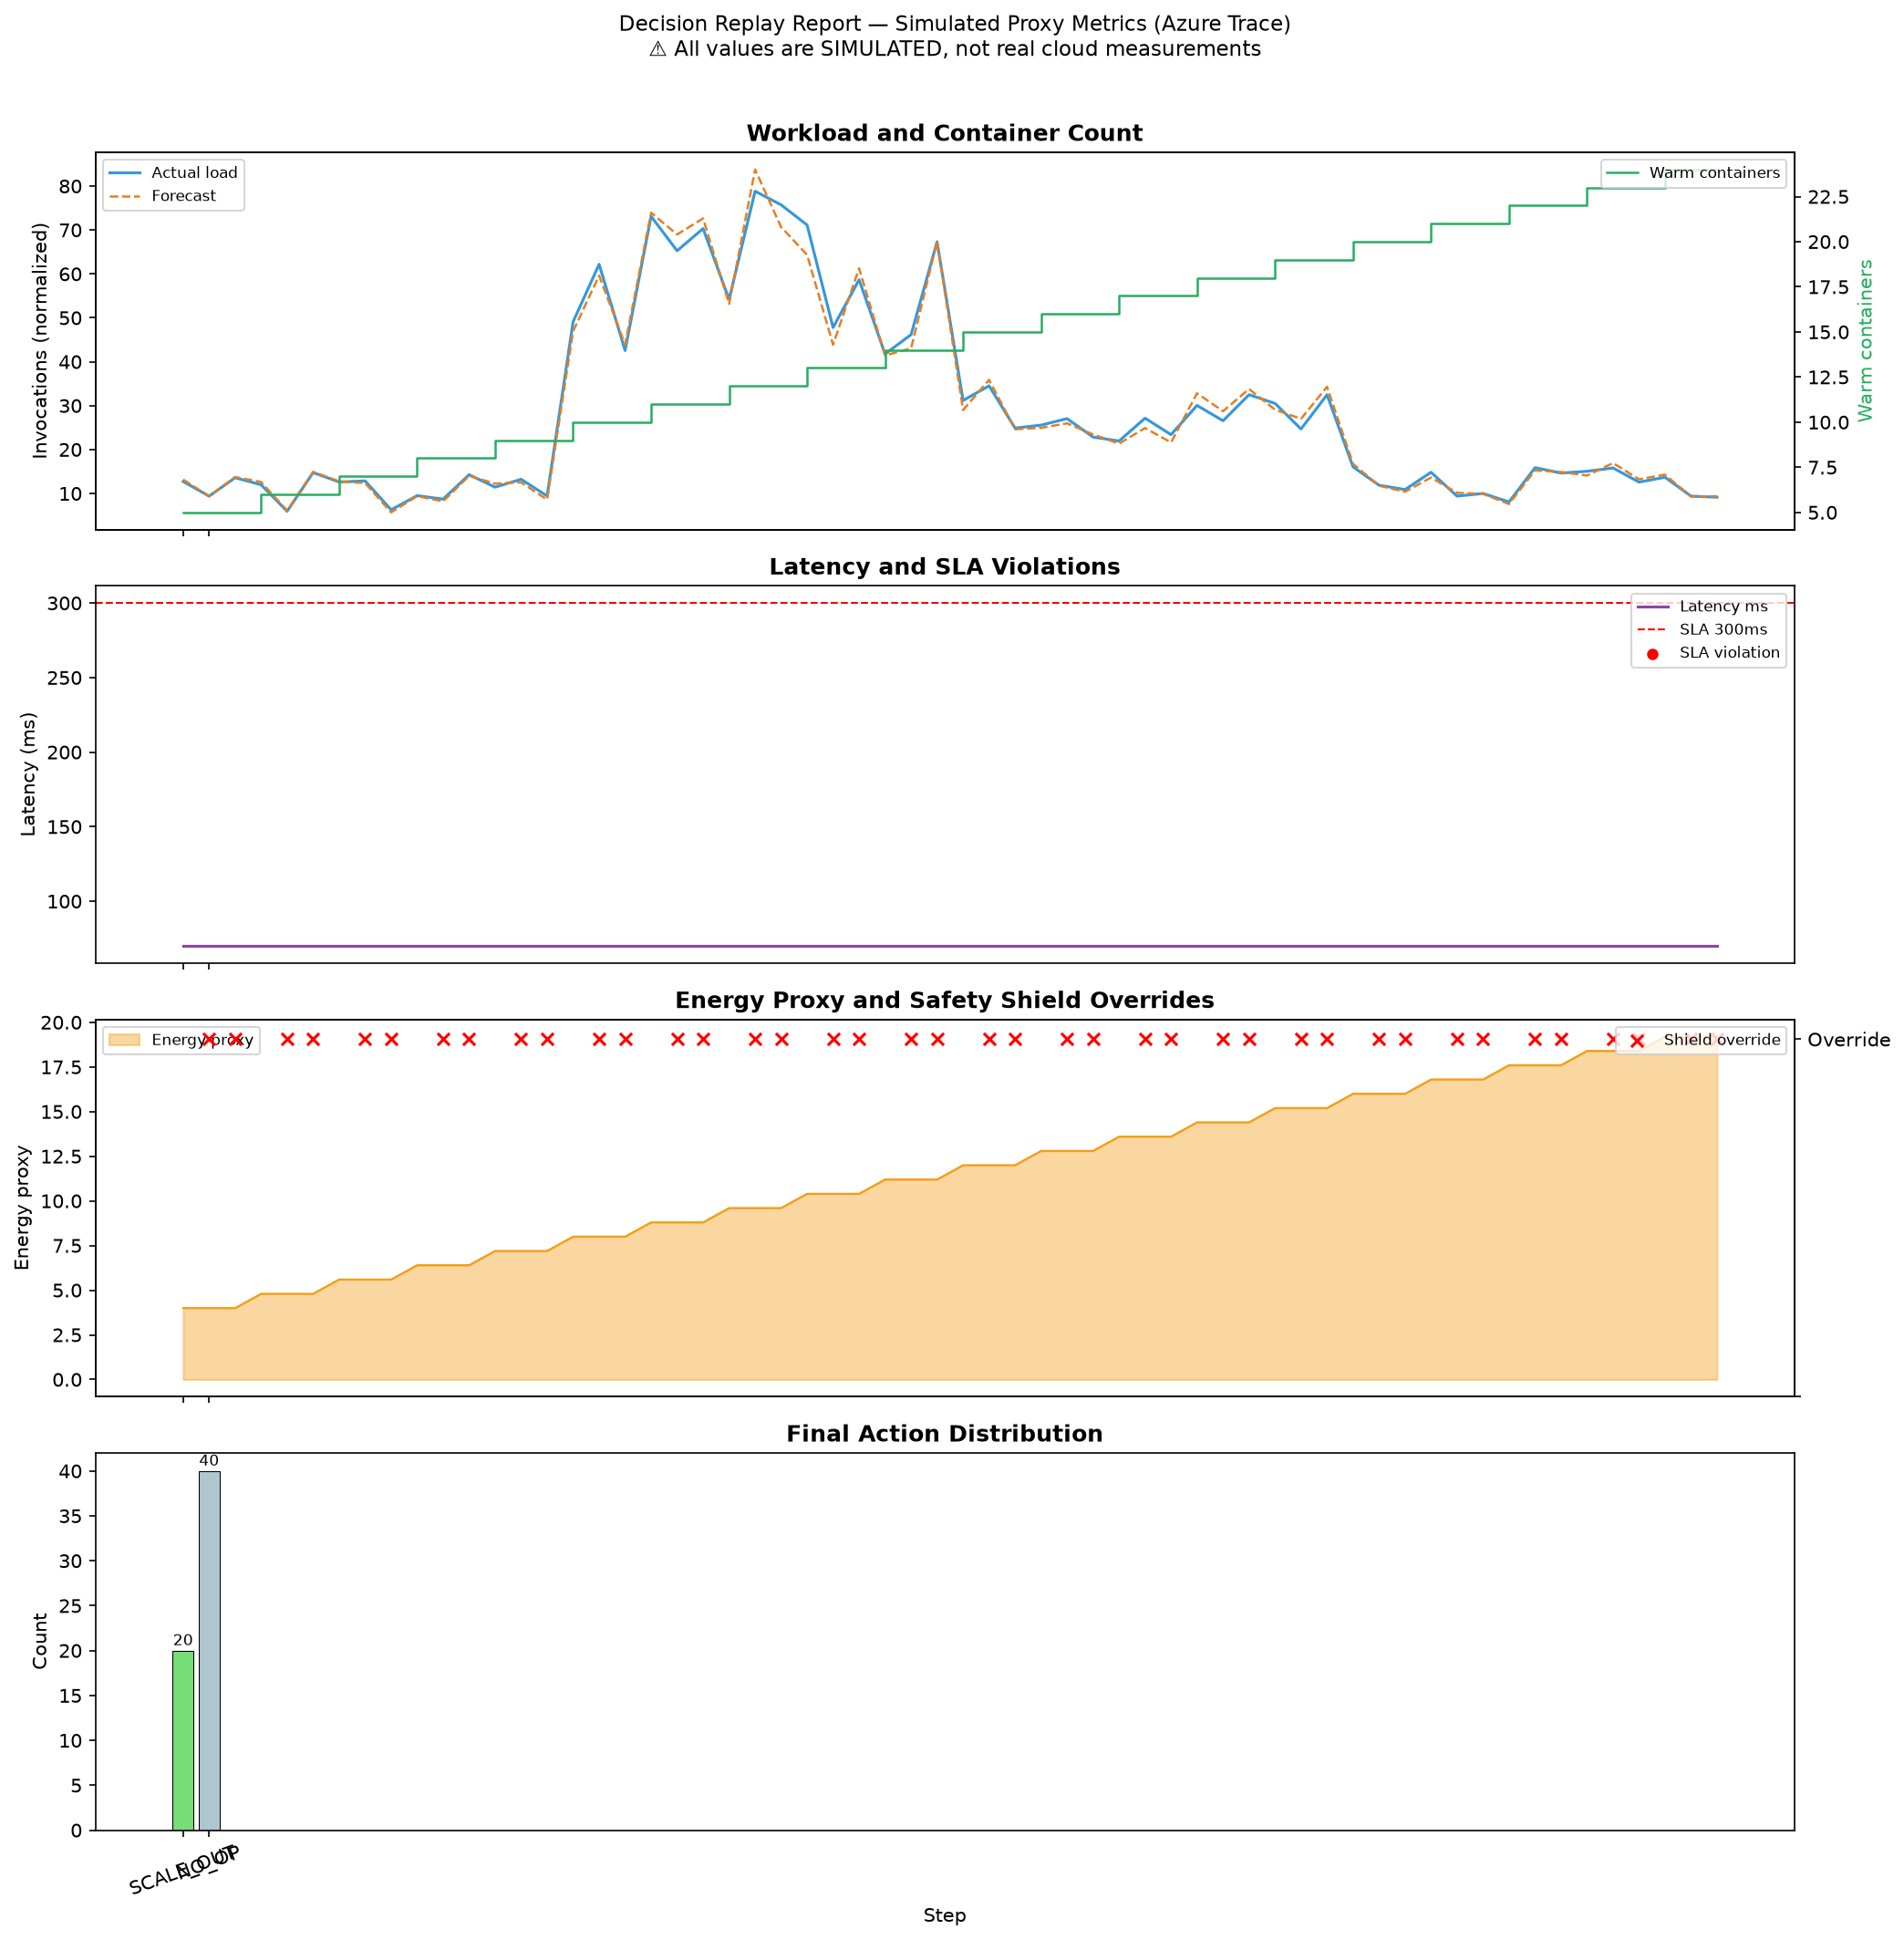 Decision Replay Report — Simulated Proxy Metrics (Azure Trace)
⚠ All values are SIMULATED, not real cloud measurements
Workload and Container Count
Actual load
Forecast
Warm containers
Invocations (normalized)
80
70
60
50
40
30
20
10
22.5
20.0
17.5
15.0
12.5
10.0
7.5
5.0
Warm containers
Latency and SLA Violations
Latency ms
SLA 300ms
SLA violation
Latency (ms)
300
250
200
150
100
Energy Proxy and Safety Shield Overrides
Energy proxy
Shield override
Override
Energy proxy
20.0
17.5
15.0
12.5
10.0
7.5
5.0
2.5
0.0
Final Action Distribution
Count
40
35
30
25
20
15
10
5
0
20
40
SCALE_OUT
NO_OP
Step